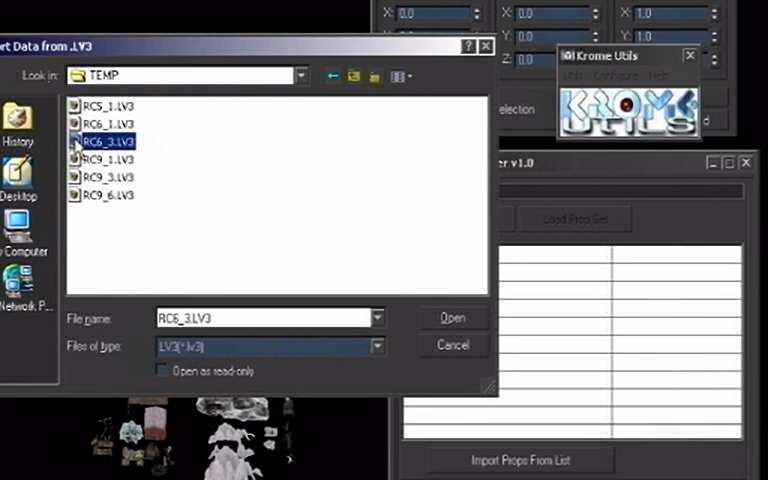 X: 0.0 X: 0.0 X: 1.0
Y: 0.0 Y: 1.0
Z: 0.0
ort Data from .LV3
Krome Utils
Utils Configure Help
KROME
UTILS
Look in: TEMP
RC5_1.LV3
RC6_1.LV3
RC6_3.LV3
RC9_1.LV3
RC9_3.LV3
RC9_6.LV3
History
Desktop
y Computer
Network P...
election
d
er v1.0
Load Prop Set
File name: RC6_3.LV3 Open
Files of type: LV3(*.lv3) Cancel
Open as read-only
Import Props From List